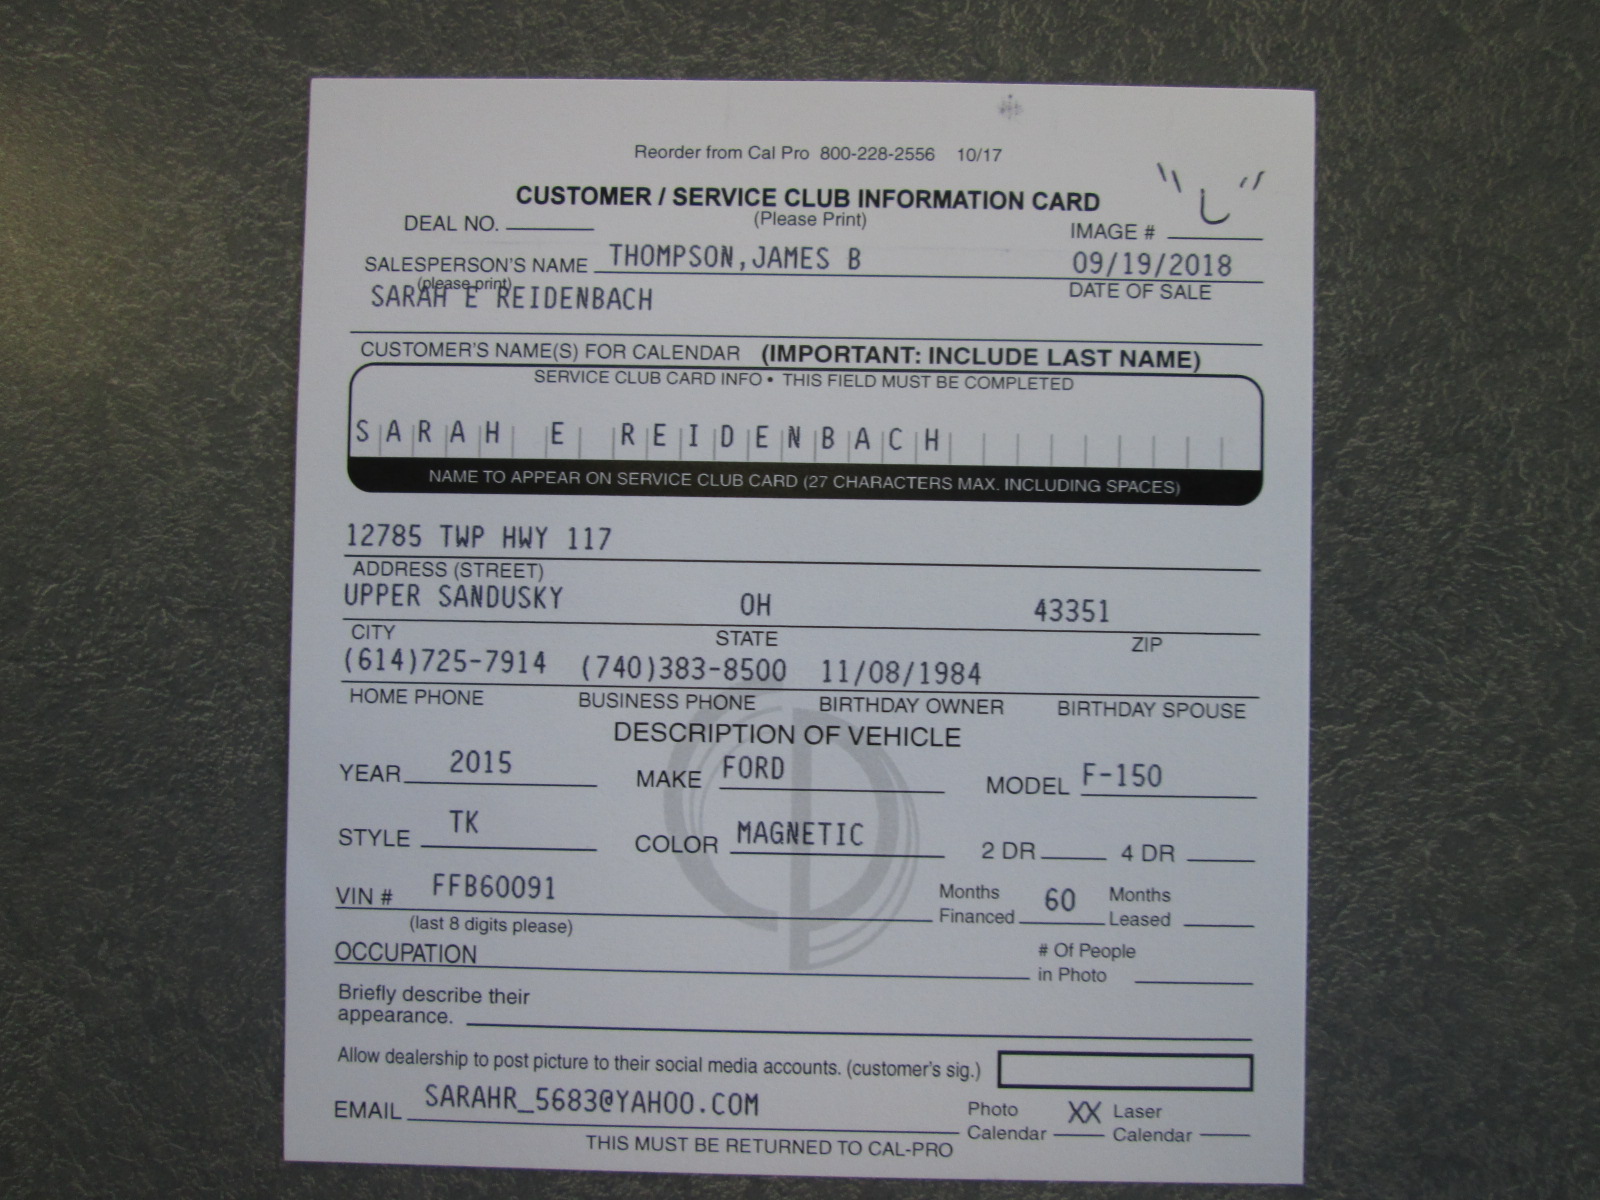 Reorder from Cal Pro 800-228-2556 10/17
CUSTOMER / SERVICE CLUB INFORMATION CARD
(Please Print)
DEAL NO. IMAGE #
SALESPERSON'S NAME THOMPSON,JAMES B 09/19/2018
(please print) DATE OF SALE
SARAH E REIDENBACH
CUSTOMER'S NAME(S) FOR CALENDAR (IMPORTANT: INCLUDE LAST NAME)
SERVICE CLUB CARD INFO • THIS FIELD MUST BE COMPLETED
SARAH E REIDENBACH
NAME TO APPEAR ON SERVICE CLUB CARD (27 CHARACTERS MAX. INCLUDING SPACES)
12785 TWP HWY 117
ADDRESS (STREET)
UPPER SANDUSKY OH 43351
CITY STATE ZIP
(614)725-7914 (740)383-8500 11/08/1984
HOME PHONE BUSINESS PHONE BIRTHDAY OWNER BIRTHDAY SPOUSE
DESCRIPTION OF VEHICLE
YEAR 2015 MAKE FORD MODEL F-150
STYLE TK COLOR MAGNETIC 2 DR 4 DR
VIN # FFB60091 Months Financed 60 Months Leased
(last 8 digits please)
OCCUPATION # Of People in Photo
Briefly describe their
appearance.
Allow dealership to post picture to their social media accounts. (customer's sig.)
EMAIL SARAHR_5683@YAHOO.COM Photo Calendar XX Laser Calendar
THIS MUST BE RETURNED TO CAL-PRO